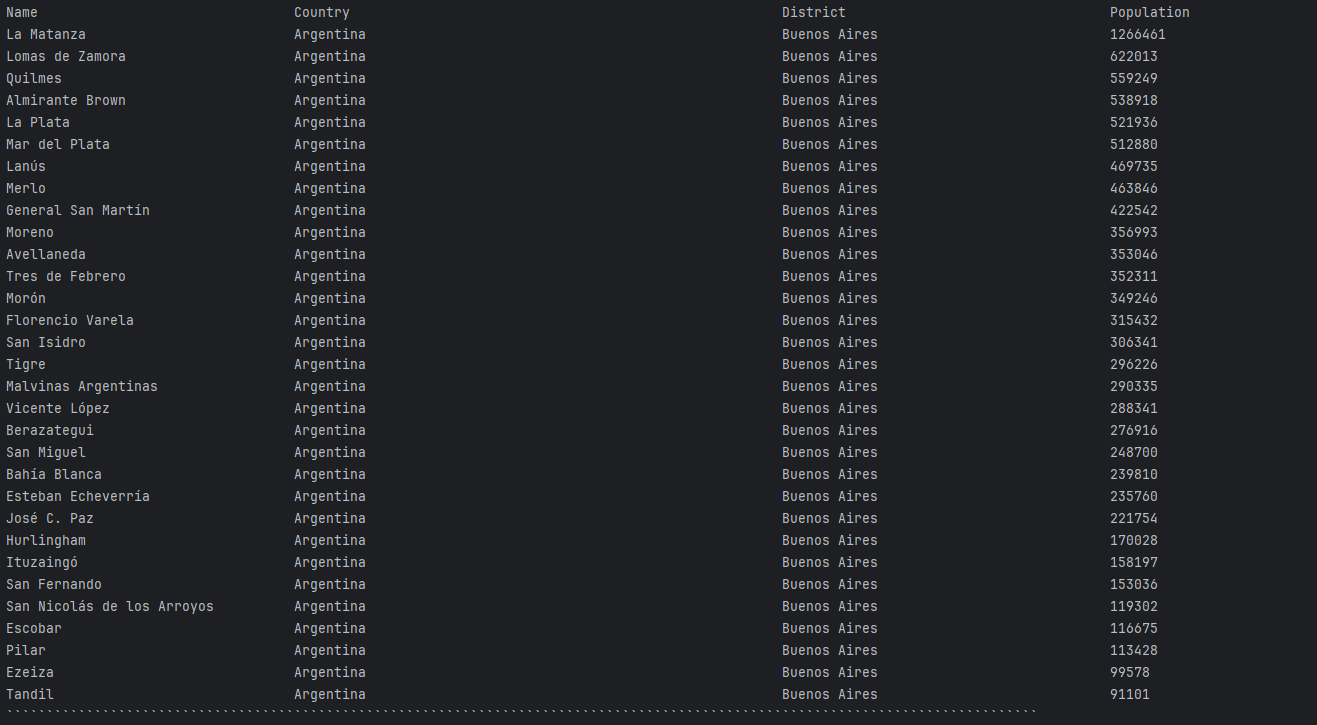 Name Country District Population
La Matanza Argentina Buenos Aires 1266461
Lomas de Zamora Argentina Buenos Aires 622013
Quilmes Argentina Buenos Aires 559249
Almirante Brown Argentina Buenos Aires 538918
La Plata Argentina Buenos Aires 521936
Mar del Plata Argentina Buenos Aires 512880
Lanús Argentina Buenos Aires 469735
Merlo Argentina Buenos Aires 463846
General San Martín Argentina Buenos Aires 422542
Moreno Argentina Buenos Aires 356993
Avellaneda Argentina Buenos Aires 353046
Tres de Febrero Argentina Buenos Aires 352311
Morón Argentina Buenos Aires 349246
Florencio Varela Argentina Buenos Aires 315432
San Isidro Argentina Buenos Aires 306341
Tigre Argentina Buenos Aires 296226
Malvinas Argentinas Argentina Buenos Aires 290335
Vicente López Argentina Buenos Aires 288341
Berazategui Argentina Buenos Aires 276916
San Miguel Argentina Buenos Aires 248700
Bahía Blanca Argentina Buenos Aires 239810
Esteban Echeverría Argentina Buenos Aires 235760
José C. Paz Argentina Buenos Aires 221754
Hurlingham Argentina Buenos Aires 170028
Ituzaingó Argentina Buenos Aires 158197
San Fernando Argentina Buenos Aires 153036
San Nicolás de los Arroyos Argentina Buenos Aires 119302
Escobar Argentina Buenos Aires 116675
Pilar Argentina Buenos Aires 113428
Ezeiza Argentina Buenos Aires 99578
Tandil Argentina Buenos Aires 91101